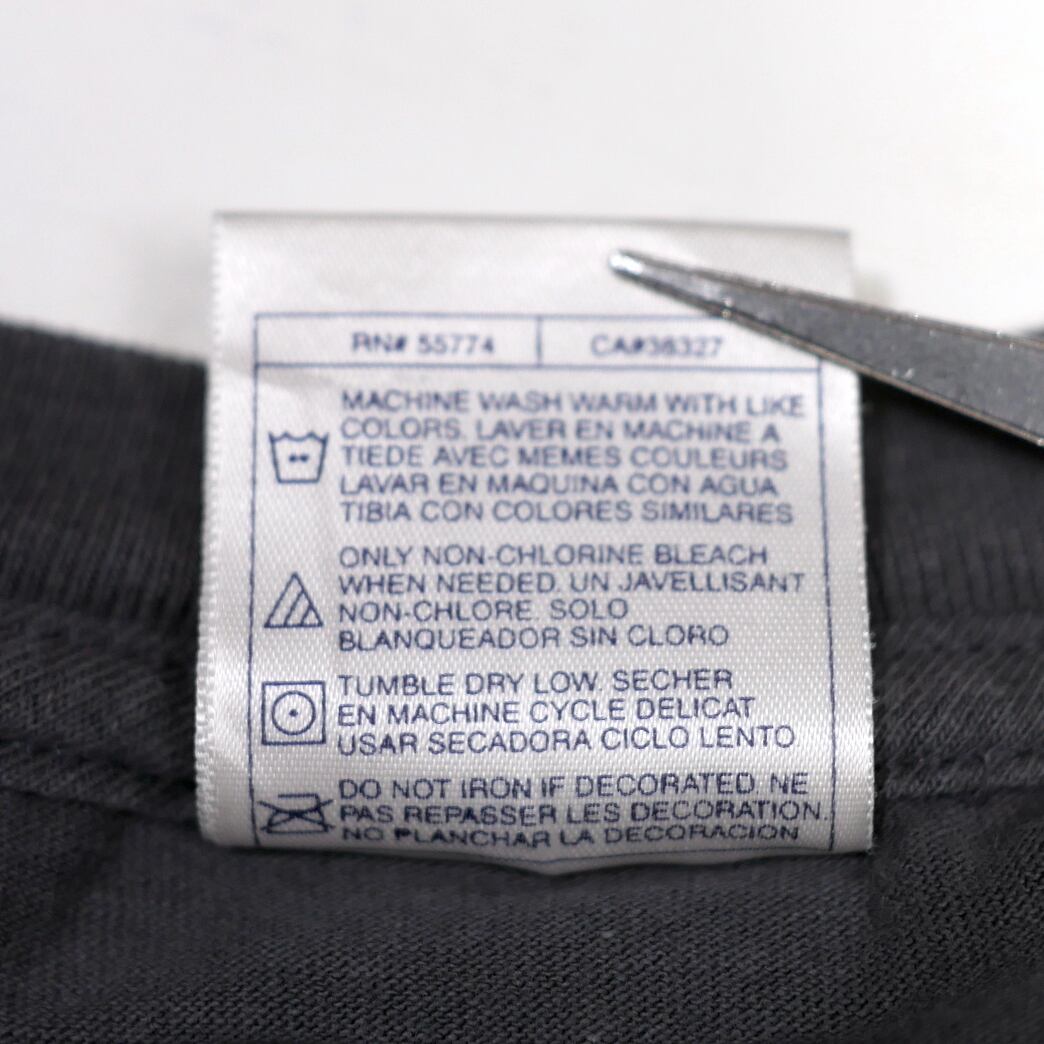 RN# 55774
CA#36327
MACHINE WASH WARM WITH LIKE
COLORS. LAVER EN MACHINE A
TIEDE AVEC MEMES COULEURS
LAVAR EN MAQUINA CON AGUA
TIBIA CON COLORES SIMILARES
ONLY NON-CHLORINE BLEACH
WHEN NEEDED. UN JAVELLISANT
NON-CHLORE. SOLO
BLANQUEADOR SIN CLORO
TUMBLE DRY LOW. SECHER
EN MACHINE CYCLE DELICAT
USAR SECADORA CICLO LENTO
DO NOT IRON IF DECORATED. NE
PAS REPASSER LES DECORATION.
NO PLANCHAR LA DECORACION